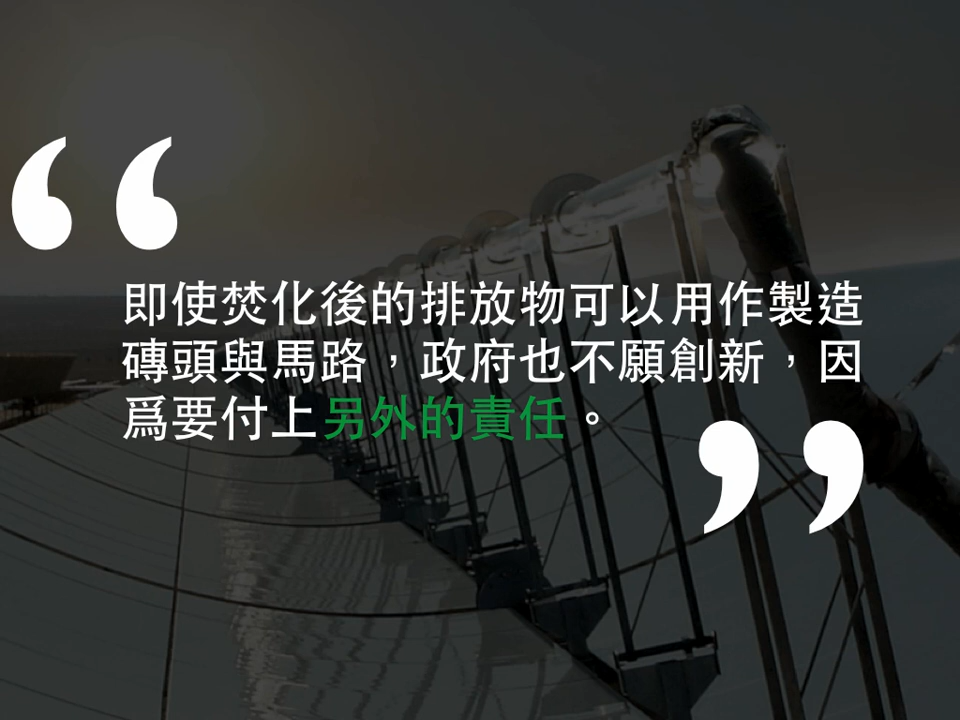 “
即使焚化後的排放物可以用作製造
磚頭與馬路，政府也不願創新，因
爲要付上另外的責任。
”